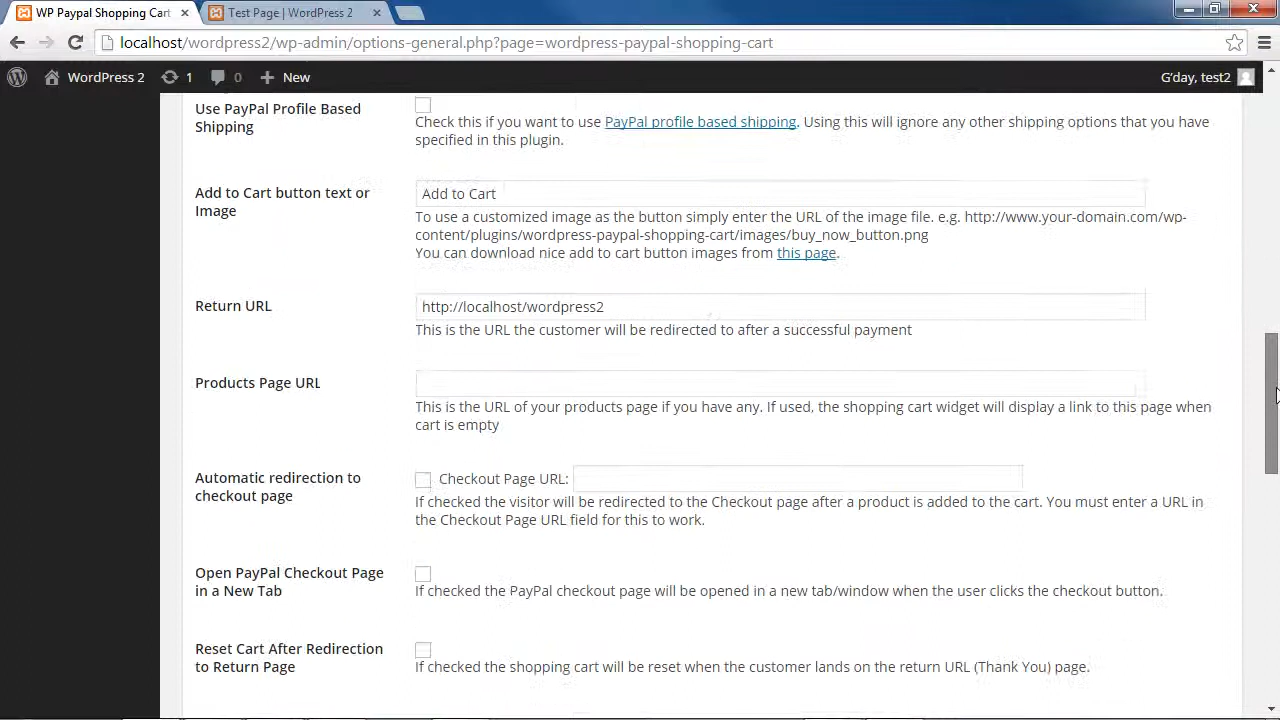 WP Paypal Shopping Cart
Test Page | WordPress 2
localhost/wordpress2/wp-admin/options-general.php?page=wordpress-paypal-shopping-cart
WordPress 2
1
0
New
G'day, test2
Use PayPal Profile Based
Shipping
Check this if you want to use PayPal profile based shipping. Using this will ignore any other shipping options that you have
specified in this plugin.
Add to Cart button text or
Image
Add to Cart
To use a customized image as the button simply enter the URL of the image file. e.g. http://www.your-domain.com/wp-
content/plugins/wordpress-paypal-shopping-cart/images/buy_now_button.png
You can download nice add to cart button images from this page.
Return URL
http://localhost/wordpress2
This is the URL the customer will be redirected to after a successful payment
Products Page URL
This is the URL of your products page if you have any. If used, the shopping cart widget will display a link to this page when
cart is empty
Automatic redirection to
checkout page
Checkout Page URL:
If checked the visitor will be redirected to the Checkout page after a product is added to the cart. You must enter a URL in
the Checkout Page URL field for this to work.
Open PayPal Checkout Page
in a New Tab
If checked the PayPal checkout page will be opened in a new tab/window when the user clicks the checkout button.
Reset Cart After Redirection
to Return Page
If checked the shopping cart will be reset when the customer lands on the return URL (Thank You) page.